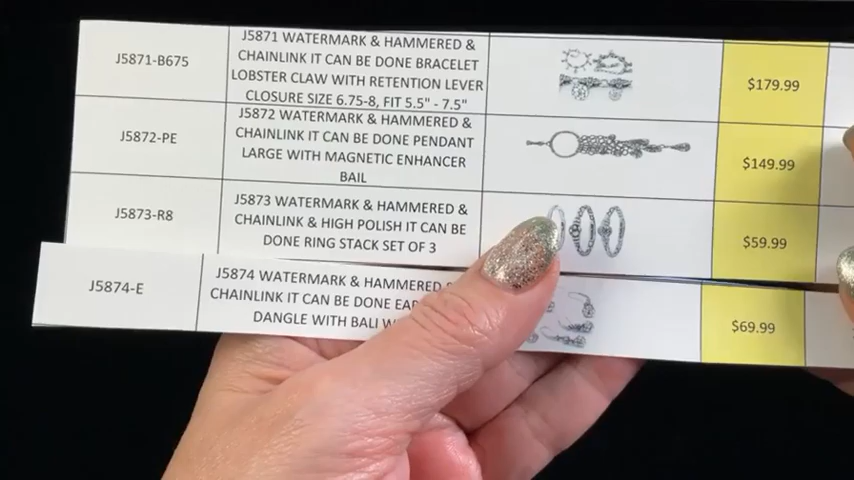 J5871-B675
J5871 WATERMARK & HAMMERED &
CHAINLINK IT CAN BE DONE BRACELET
LOBSTER CLAW WITH RETENTION LEVER
CLOSURE SIZE 6.75-8, FIT 5.5" - 7.5"
$179.99
J5872-PE
J5872 WATERMARK & HAMMERED &
CHAINLINK IT CAN BE DONE PENDANT
LARGE WITH MAGNETIC ENHANCER
BAIL
$149.99
J5873-R8
J5873 WATERMARK & HAMMERED &
CHAINLINK & HIGH POLISH IT CAN BE
DONE RING STACK SET OF 3
$59.99
J5874-E
J5874 WATERMARK & HAMMERED
CHAINLINK IT CAN BE DONE
DANGLE WITH BALI
$69.99